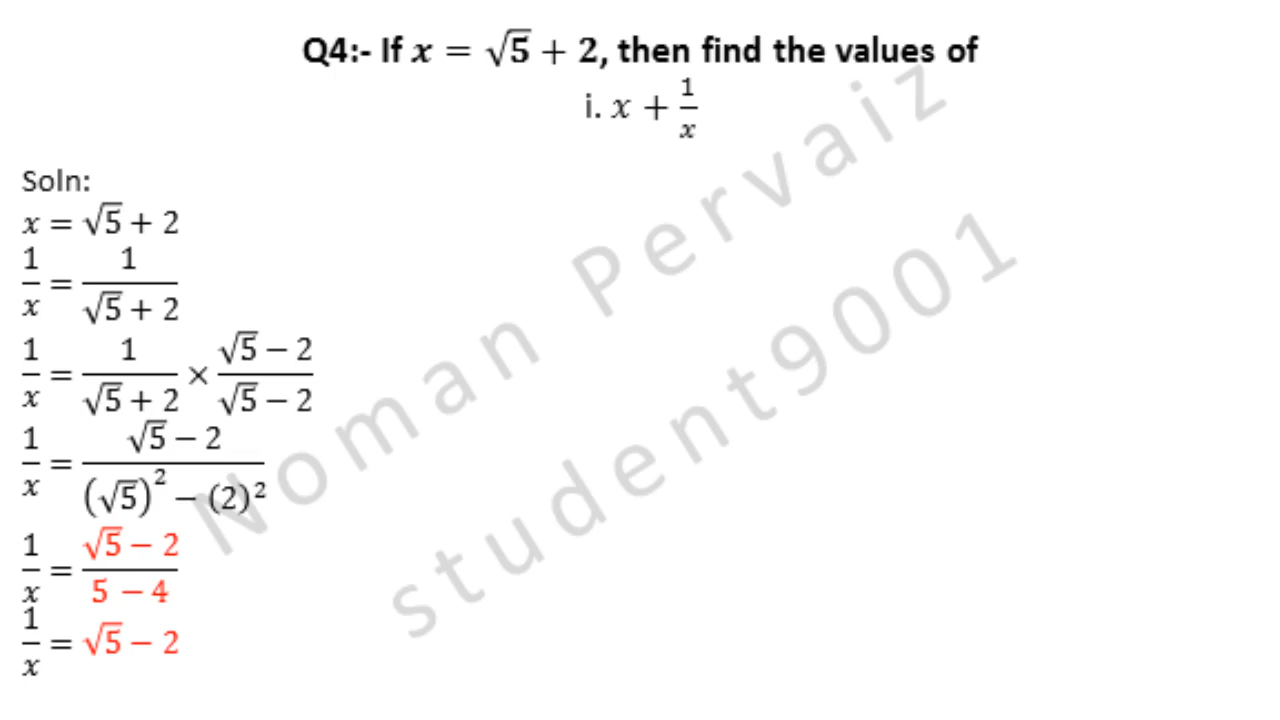 Q4:- If x = √5 + 2, then find the values of
i. x + 1/x
Soln:
x = √5 + 2
1/x = 1/(√5 + 2)
1/x = 1/(√5 + 2) × (√5 − 2)/(√5 − 2)
1/x = (√5 − 2)/((√5)² − (2)²)
1/x = (√5 − 2)/(5 − 4)
1/x = √5 − 2
Noman Pervaiz
student9001